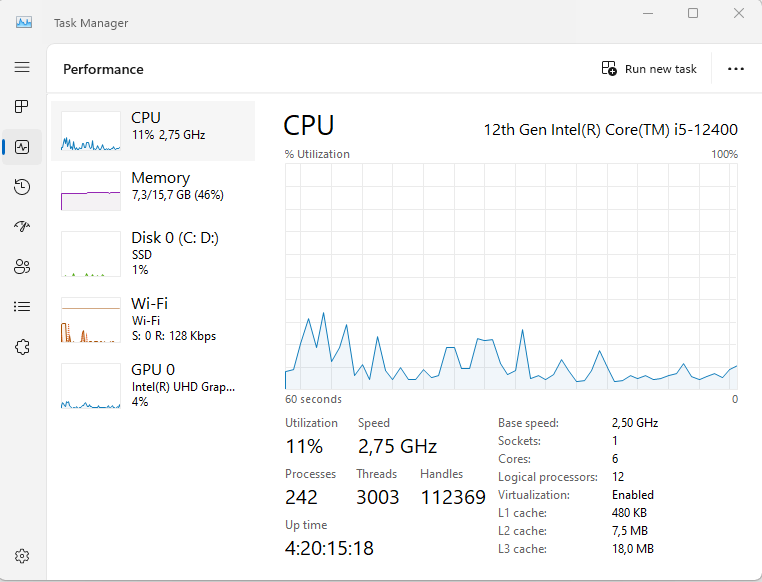 Task Manager
Performance
Run new task
CPU
11% 2,75 GHz
Memory
7,3/15,7 GB (46%)
Disk 0 (C: D:)
SSD
1%
Wi-Fi
Wi-Fi
S: 0 R: 128 Kbps
GPU 0
Intel(R) UHD Grap...
4%
CPU
12th Gen Intel(R) Core(TM) i5-12400
% Utilization 100%
60 seconds 0
Utilization Speed
11% 2,75 GHz
Processes Threads Handles
242 3003 112369
Up time
4:20:15:18
Base speed: 2,50 GHz
Sockets: 1
Cores: 6
Logical processors: 12
Virtualization: Enabled
L1 cache: 480 KB
L2 cache: 7,5 MB
L3 cache: 18,0 MB